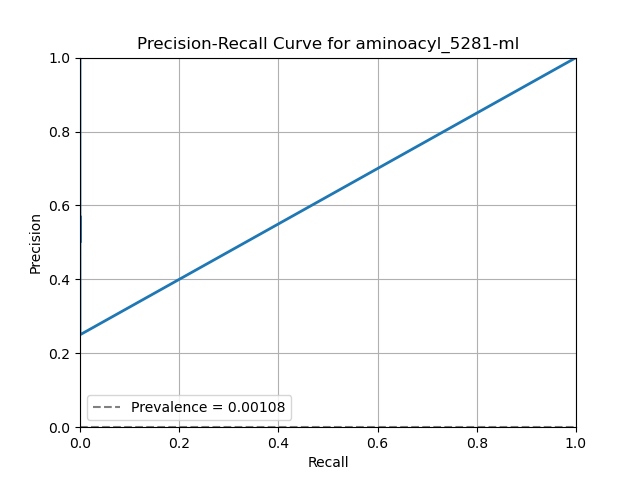 Precision-Recall Curve for aminoacyl_5281-ml
1.0
0.8
0.6
0.4
0.2
0.0
Precision
Prevalence = 0.00108
0.0 0.2 0.4 0.6 0.8 1.0
Recall